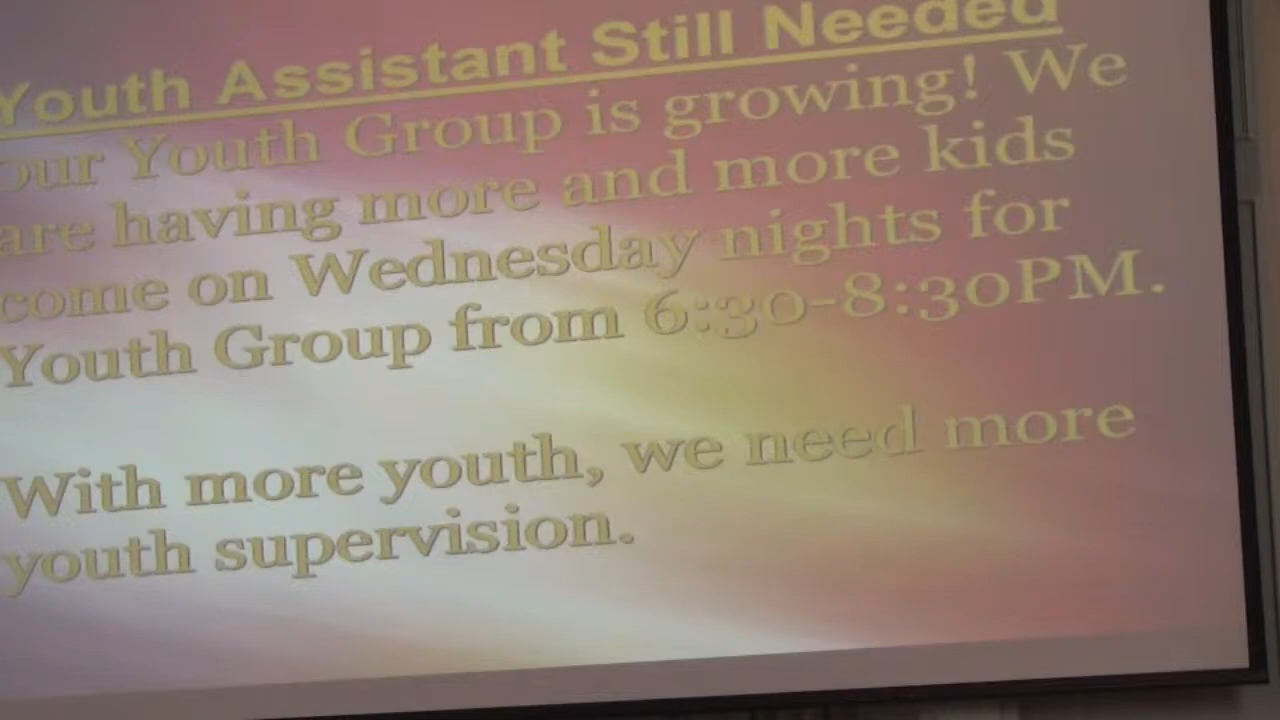 Youth Assistant Still Needed
Our Youth Group is growing! We
are having more and more kids
come on Wednesday nights for
Youth Group from 6:30-8:30PM.
With more youth, we need more
youth supervision.